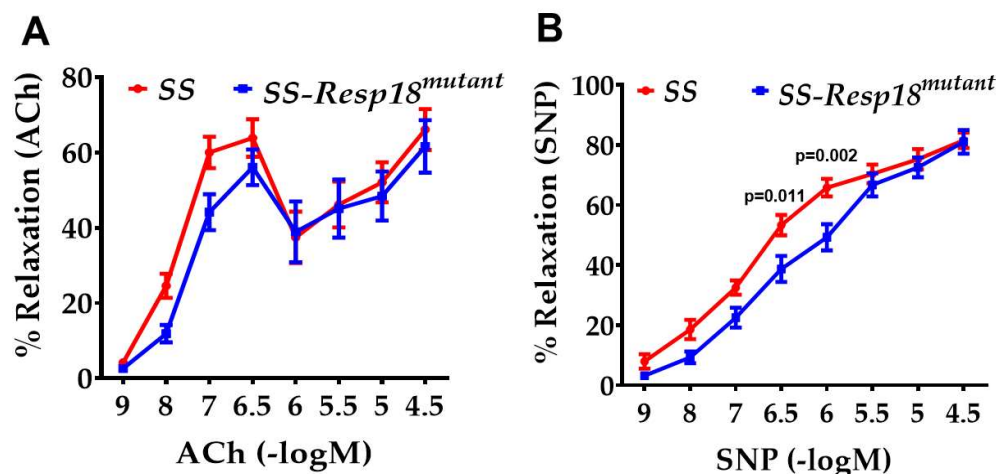 A
SS SS-Resp18mutant
% Relaxation (ACh)
80
60
40
20
0
9 8 7 6.5 6 5.5 5 4.5
ACh (-logM)
B
SS SS-Resp18mutant
% Relaxation (SNP)
100
80
60
40
20
0
p=0.002
p=0.011
9 8 7 6.5 6 5.5 5 4.5
SNP (-logM)